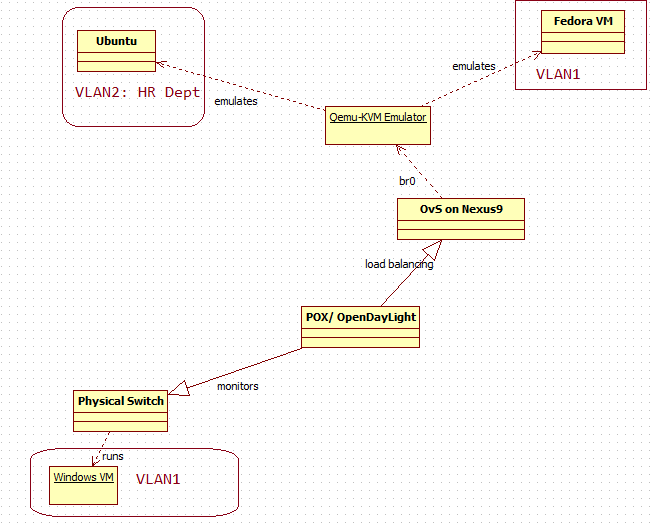 Fedora VM
Ubuntu
emulates
VLAN1
VLAN2: HR Dept
emulates
Qemu-KVM Emulator
br0
OvS on Nexus9
load balancing
POX/ OpenDayLight
monitors
Physical Switch
runs
Windows VM
VLAN1